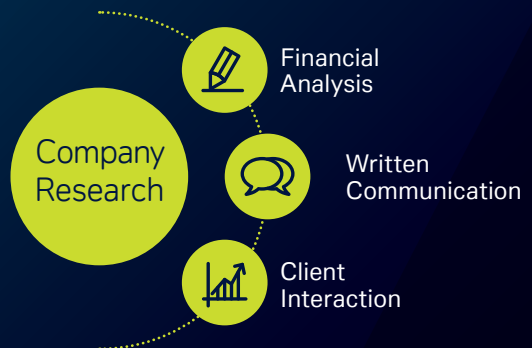 Company
Research
Financial
Analysis
Written
Communication
Client
Interaction